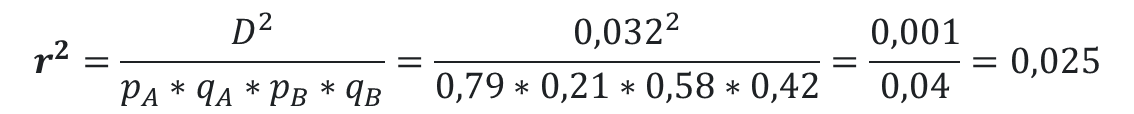 r² = D² / (p_A * q_A * p_B * q_B) = 0,032² / (0,79 * 0,21 * 0,58 * 0,42) = 0,001 / 0,04 = 0,025